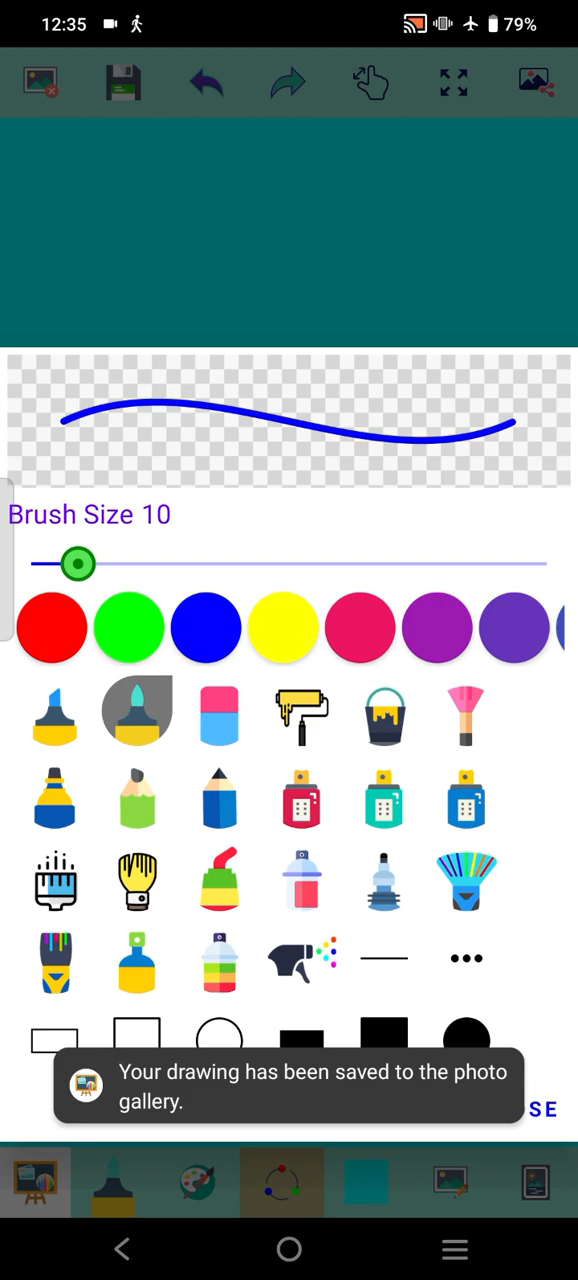 12:35
79%
Brush Size 10
Your drawing has been saved to the photo
gallery.
SE